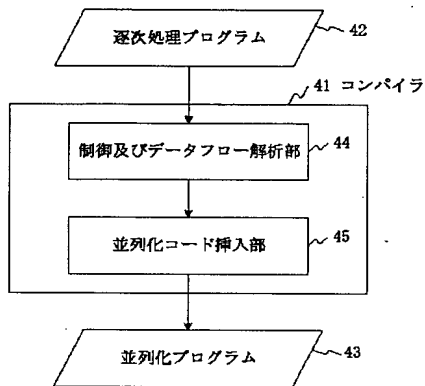 逐次処理プログラム
42
41 コンパイラ
制御及びデータフロー解析部
44
並列化コード挿入部
45
並列化プログラム
43